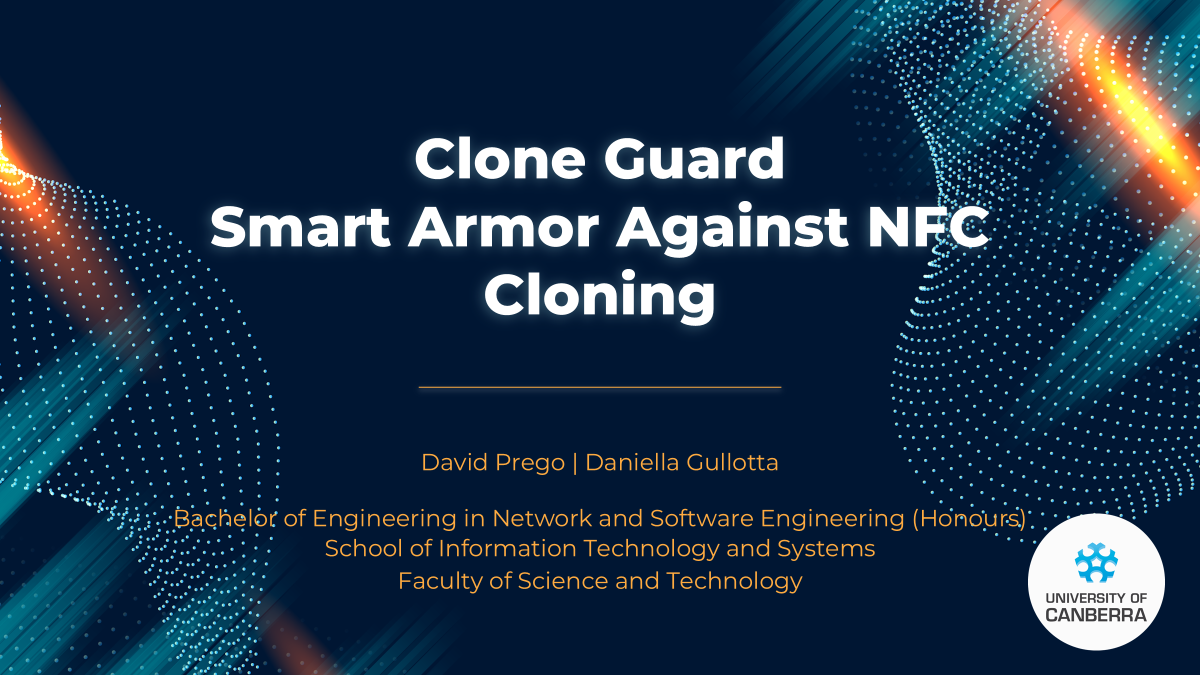 Clone Guard
Smart Armor Against NFC
Cloning
David Prego | Daniella Gullotta
Bachelor of Engineering in Network and Software Engineering (Honours)
School of Information Technology and Systems
Faculty of Science and Technology
UNIVERSITY OF
CANBERRA